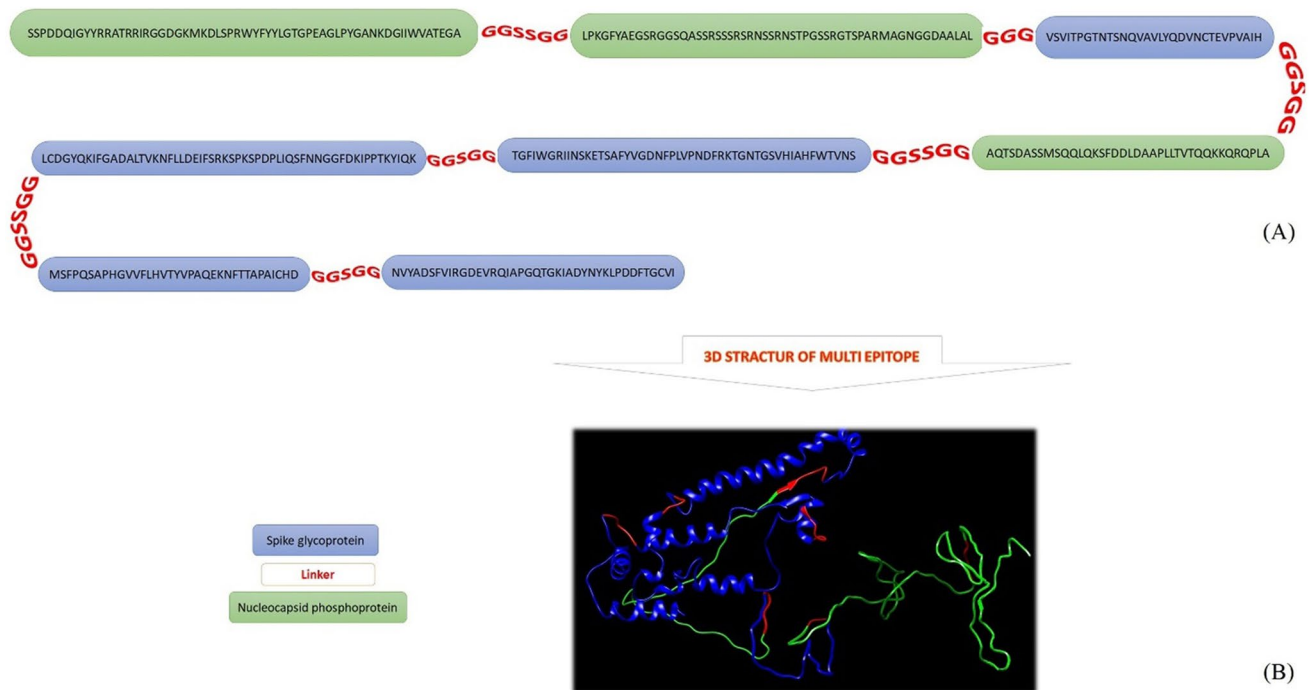 SSPDDQIGYYRRATRRIRGGDGKMKDLSPRWYFYYLGTGPEAGLPYGANKDGIIWVATEGA GGSSGG LPKGFYAEGSRGGSQASSRSSSRSRNSSRNSTPGSSRGTSPARMAGNGGDAALAL GGG VSVITPGTNTSNQVAVLYQDVNCTEVPVAIH
GGSGG
LCDGYQKIFGADALTVKNFLLDEIFSRKSPKSPDPLIQSFNNGGFDKIPPTKYIQK GGSGG TGFIWGRIINSKETSAFYVGDNFPLVPNDFRKTGNTGSVHIAHFWTVNS GGSSGG AQTSDASSMSQQLQKSFDDLDAAPLLTVTQQKKQRQPLA
GGSSGG
(A)
MSFPQSAPHGVVFLHVTYVPAQEKNFTTAPAICHD GGSGG NVYADSFVIRGDEVRQIAPGQTGKIADYNYKLPDDFTGCVI
3D STRACTUR OF MULTI EPITOPE
Spike glycoprotein
Linker
Nucleocapsid phosphoprotein
(B)